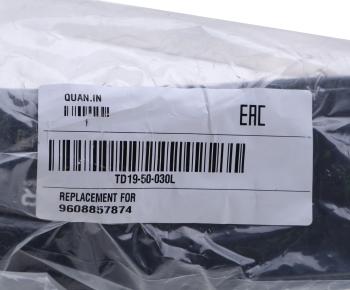 QUAN.IN
EAC
1
TD19-50-030L
REPLACEMENT FOR
9608857874